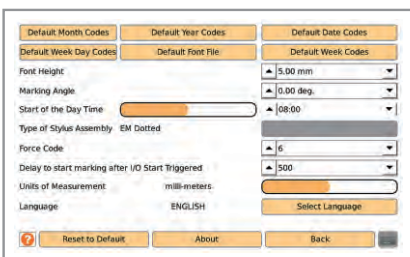 Default Month Codes Default Year Codes Default Date Codes
Default Week Day Codes Default Font File Default Week Codes
Font Height 5.00 mm
Marking Angle 0.00 deg.
Start of the Day Time 08:00
Type of Stylus Assembly EM Dotted
Force Code 6
Delay to start marking after I/O Start Triggered 500
Units of Measurement milli-meters
Language ENGLISH Select Language
? Reset to Default About Back